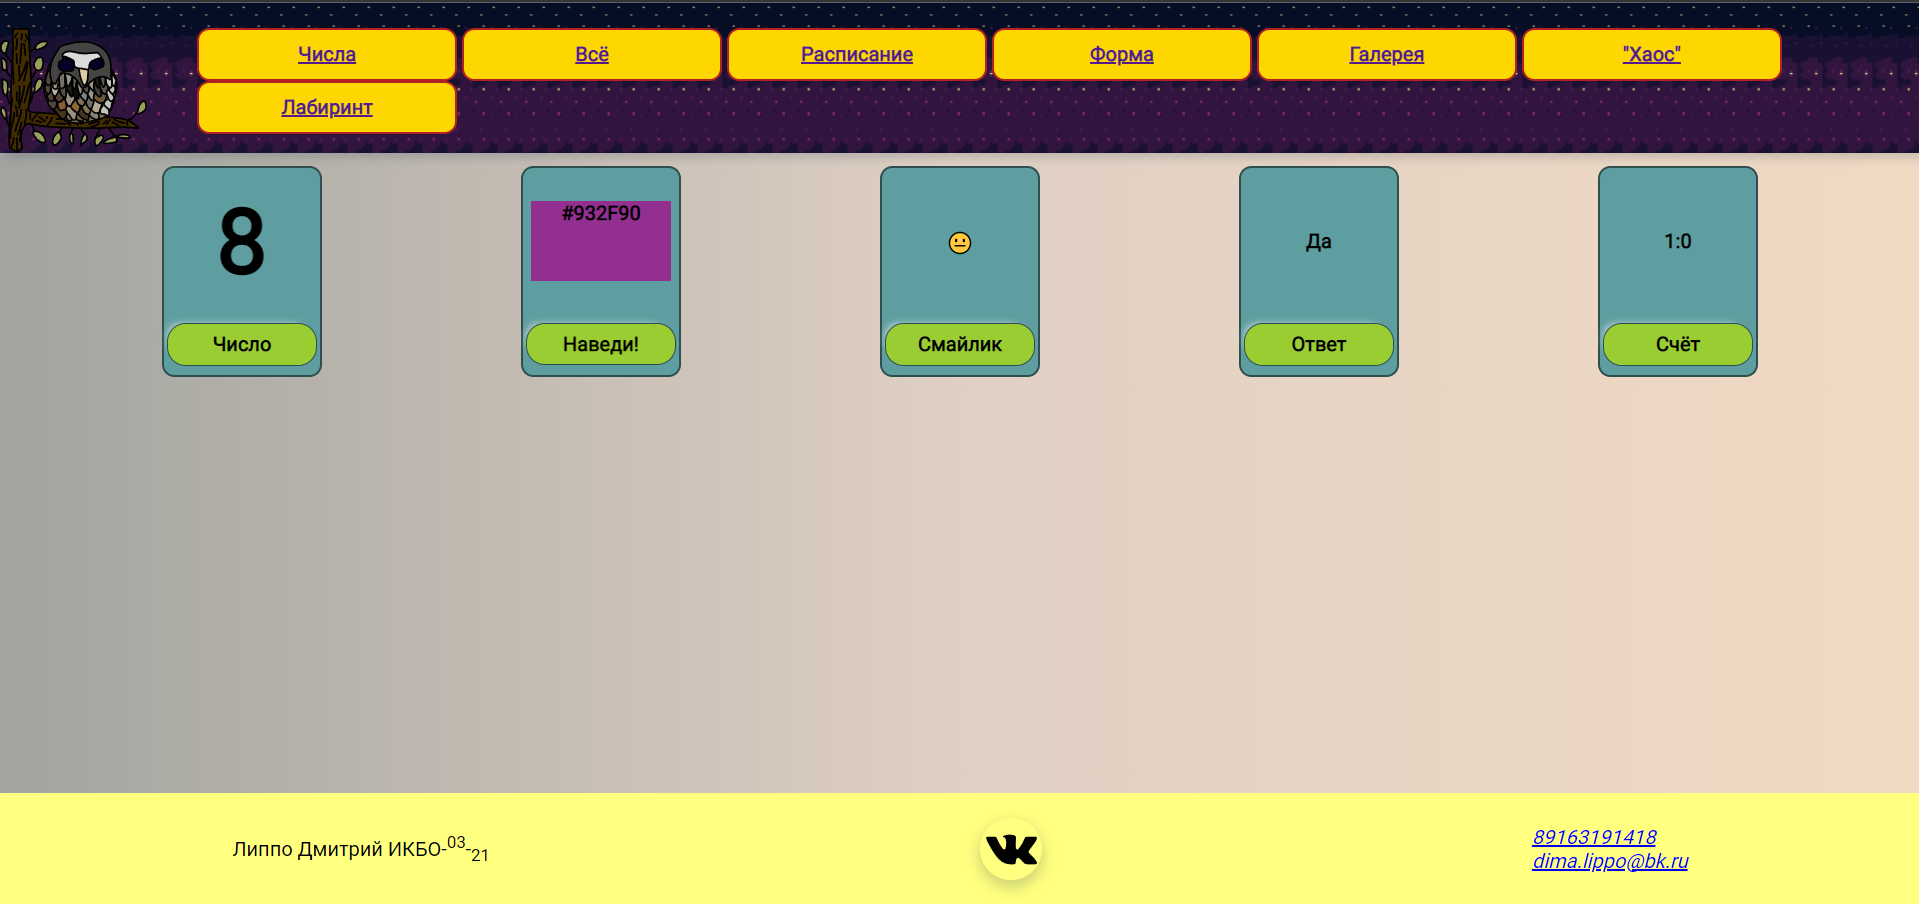 Числа Всё Расписание Форма Галерея "Хаос"
Лабиринт
8
#932F90
Да
1:0
Число Наведи! Смайлик Ответ Счёт
Липпо Дмитрий ИКБО-03-21
89163191418
dima.lippo@bk.ru